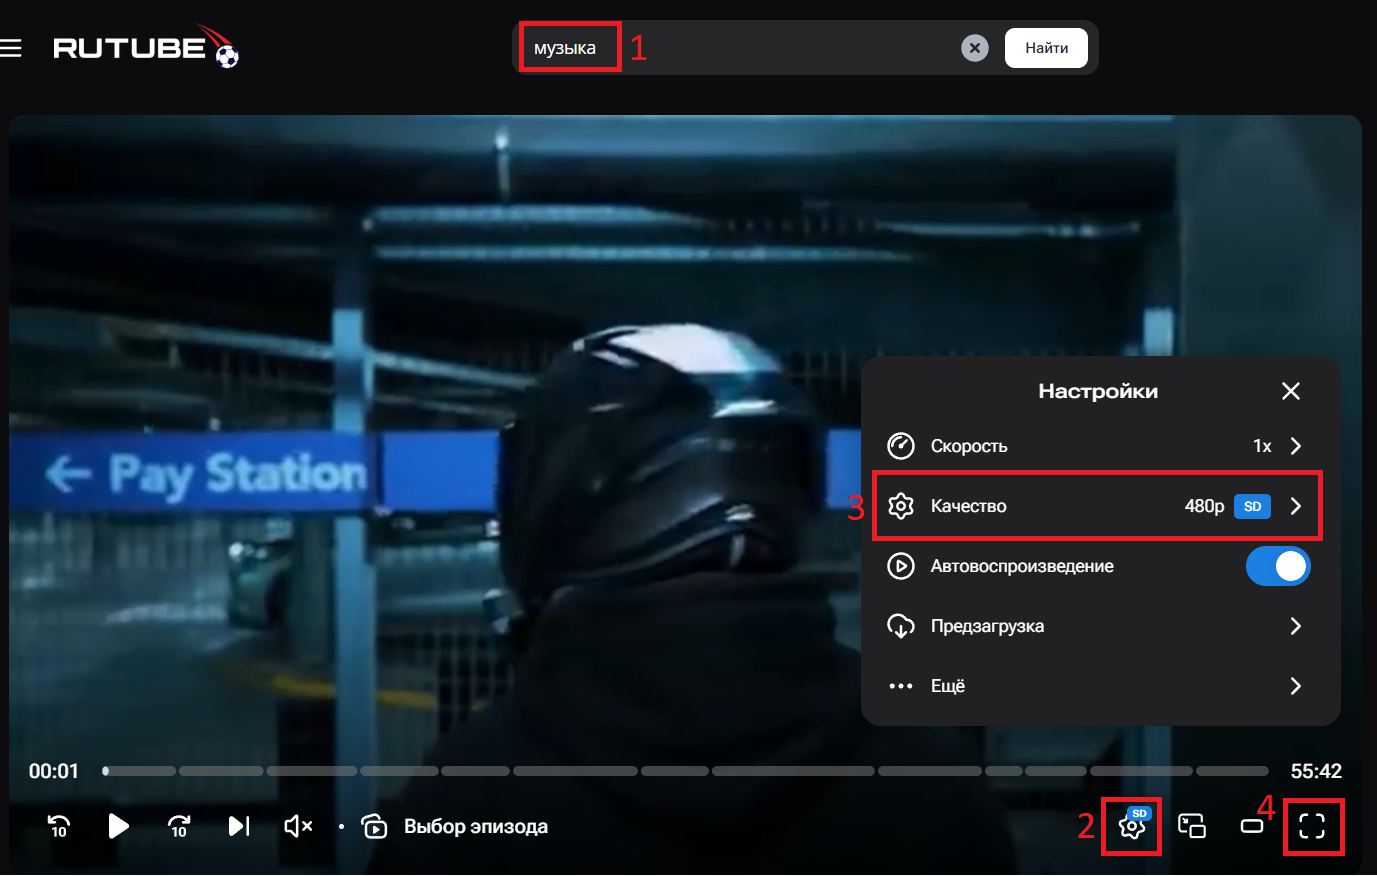 RUTUBE
музыка 1
Найти
← Pay Station
Настройки
Скорость 1x
3 Качество 480p SD
Автовоспроизведение
Предзагрузка
Ещё
00:01 55:42
10 10 Выбор эпизода 2 SD 4